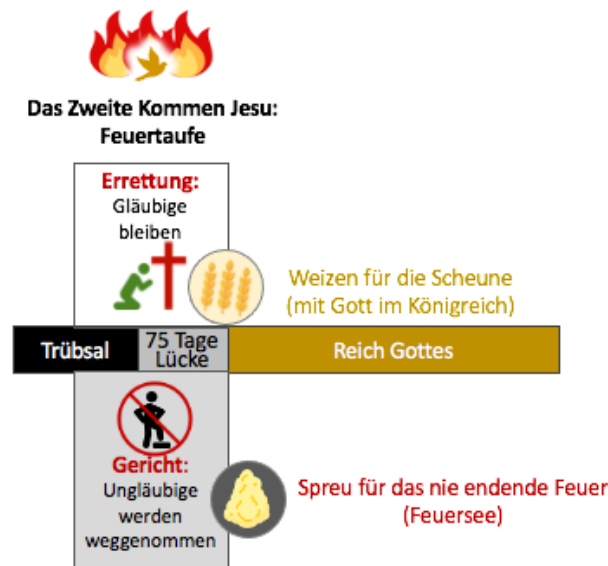 Das Zweite Kommen Jesu:
Feuertaufe
Errettung:
Gläubige
bleiben
Weizen für die Scheune
(mit Gott im Königreich)
Trübsal
75 Tage
Lücke
Reich Gottes
Gericht:
Ungläubige
werden
weggenommen
Spreu für das nie endende Feuer
(Feuersee)